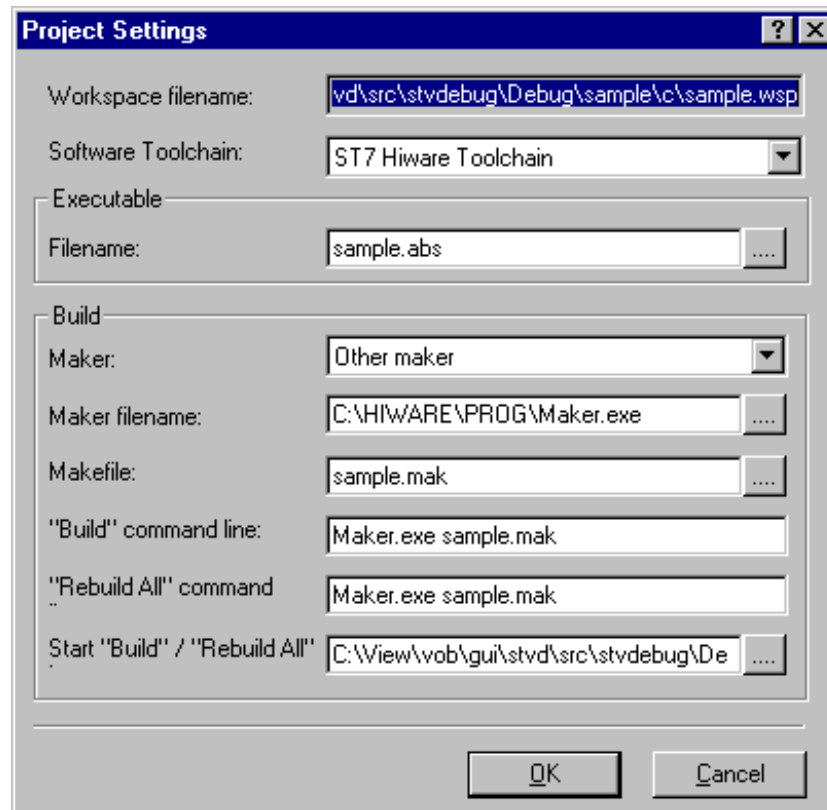 Project Settings
Workspace filename: vd\src\stvdebug\Debug\sample\c\sample.wsp
Software Toolchain: ST7 Hiware Toolchain
Executable
Filename: sample.abs ....
Build
Maker: Other maker
Maker filename: C:\HIWARE\PROG\Maker.exe ....
Makefile: sample.mak ....
"Build" command line: Maker.exe sample.mak
"Rebuild All" command Maker.exe sample.mak
Start "Build" / "Rebuild All" C:\View\vob\gui\stvd\src\stvdebug\De ....
OK Cancel